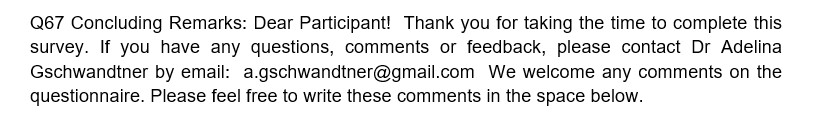 Q67 Concluding Remarks: Dear Participant!  Thank you for taking the time to complete this
survey. If you have any questions, comments or feedback, please contact Dr Adelina
Gschwandtner by email:  a.gschwandtner@gmail.com  We welcome any comments on the
questionnaire. Please feel free to write these comments in the space below.